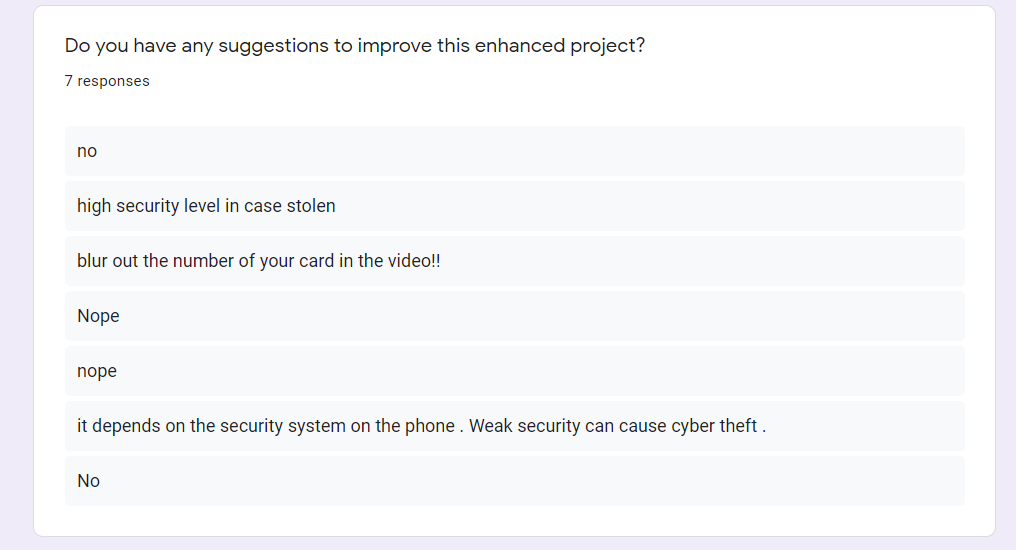 Do you have any suggestions to improve this enhanced project?
7 responses
no
high security level in case stolen
blur out the number of your card in the video!!
Nope
nope
it depends on the security system on the phone . Weak security can cause cyber theft .
No